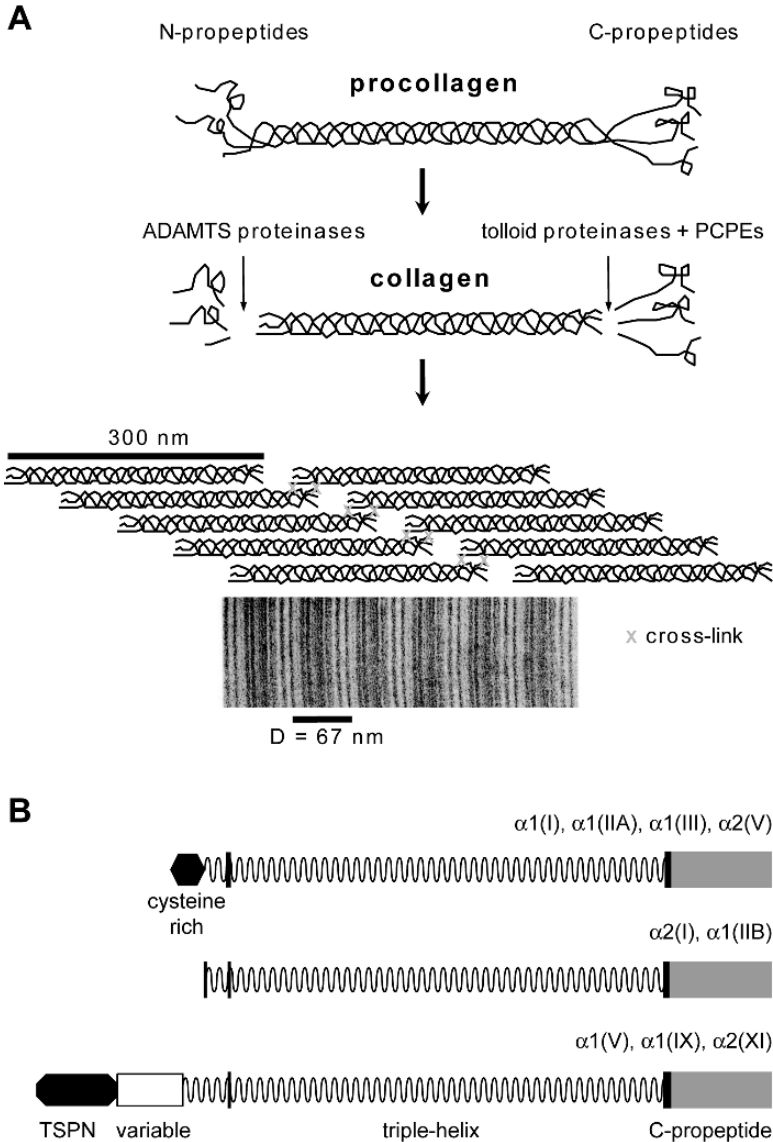 A
N-propeptides
C-propeptides
procollagen
ADAMTS proteinases
tolloid proteinases + PCPEs
collagen
300 nm
x cross-link
D = 67 nm
B
α1(I), α1(IIA), α1(III), α2(V)
cysteine
rich
α2(I), α1(IIB)
α1(V), α1(IX), α2(XI)
TSPN variable triple-helix C-propeptide